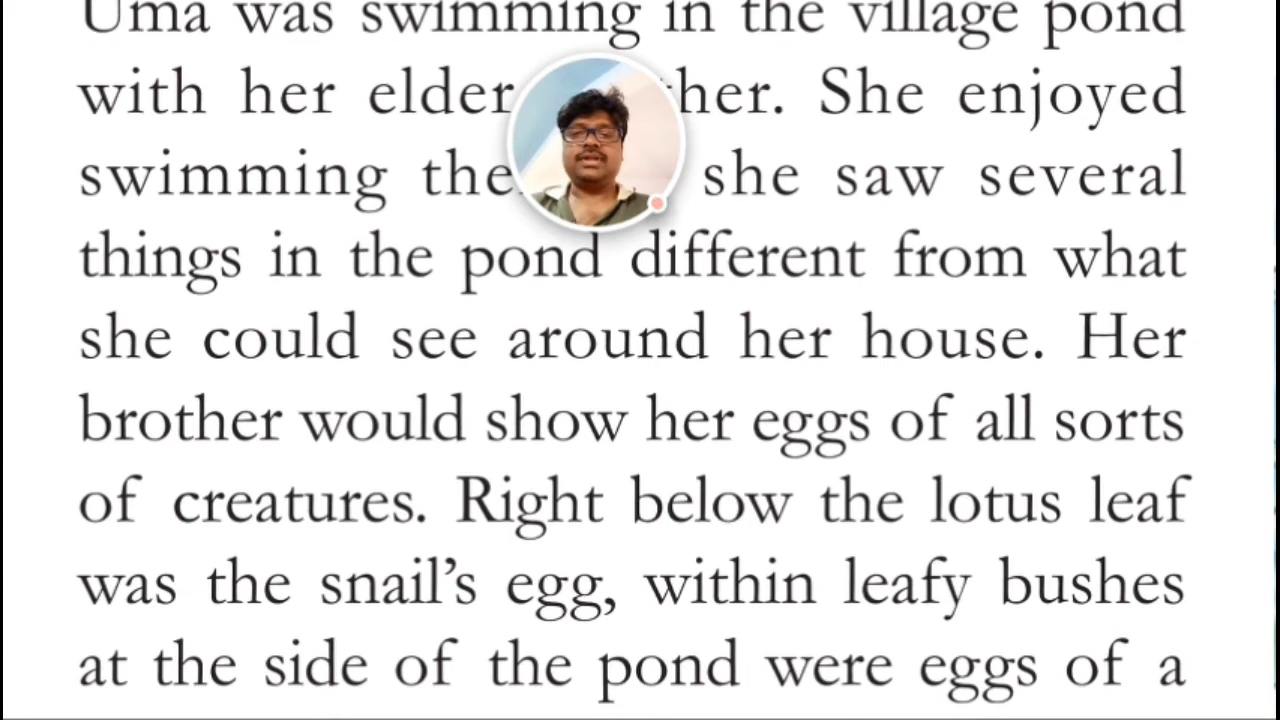 Uma was swimming in the village pond
with her elder ther. She enjoyed
swimming the she saw several
things in the pond different from what
she could see around her house. Her
brother would show her eggs of all sorts
of creatures. Right below the lotus leaf
was the snail’s egg, within leafy bushes
at the side of the pond were eggs of a